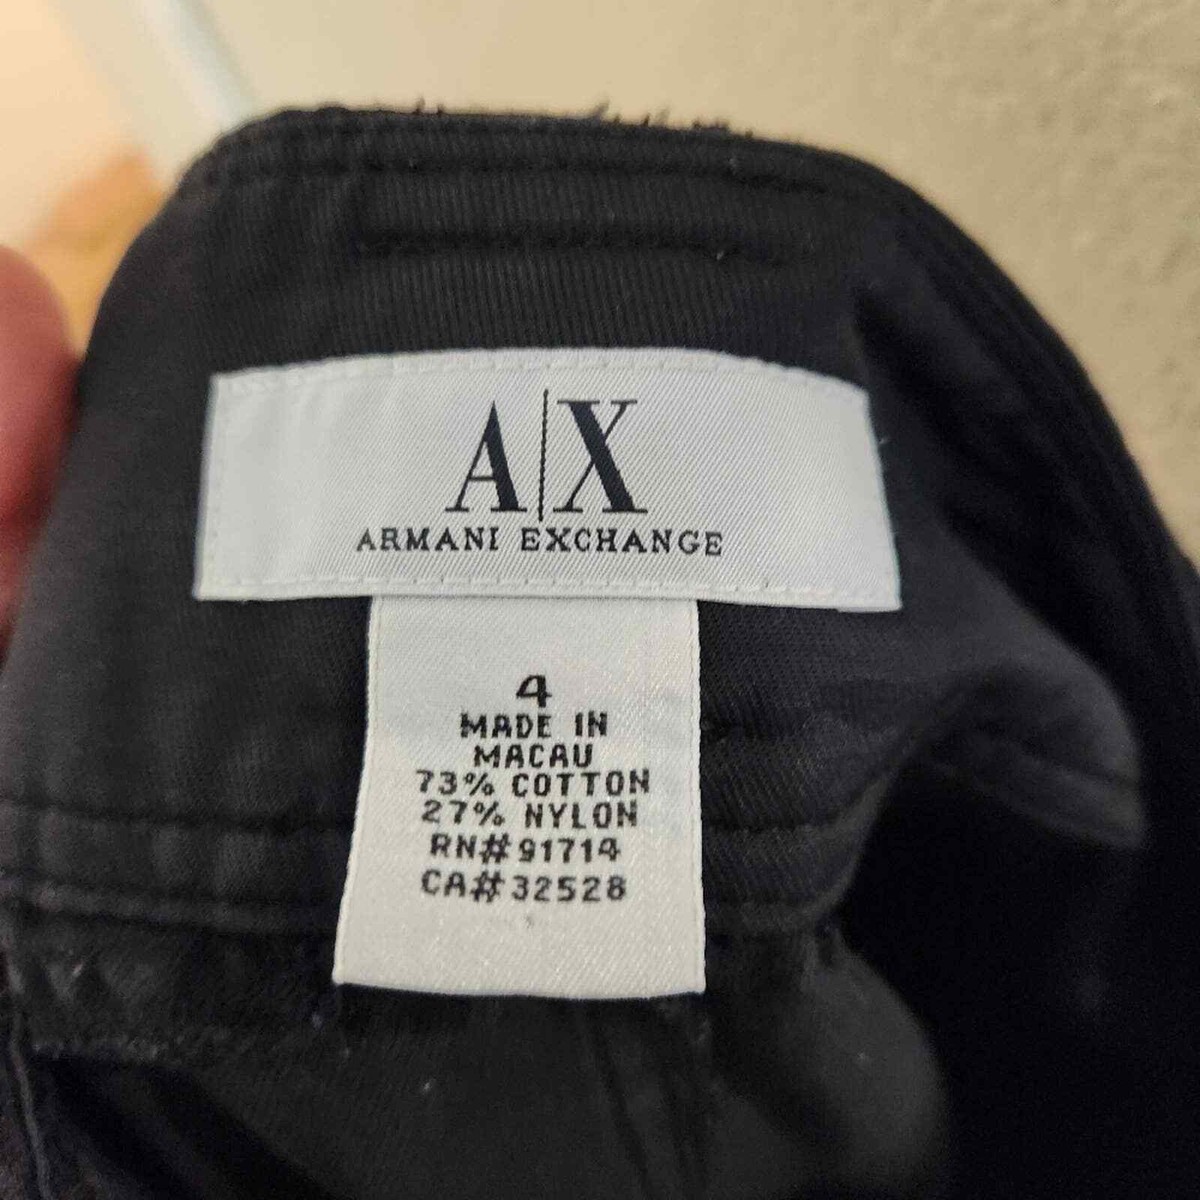 A|X
ARMANI EXCHANGE
4
MADE IN
MACAU
73% COTTON
27% NYLON
RN# 91714
CA# 32528